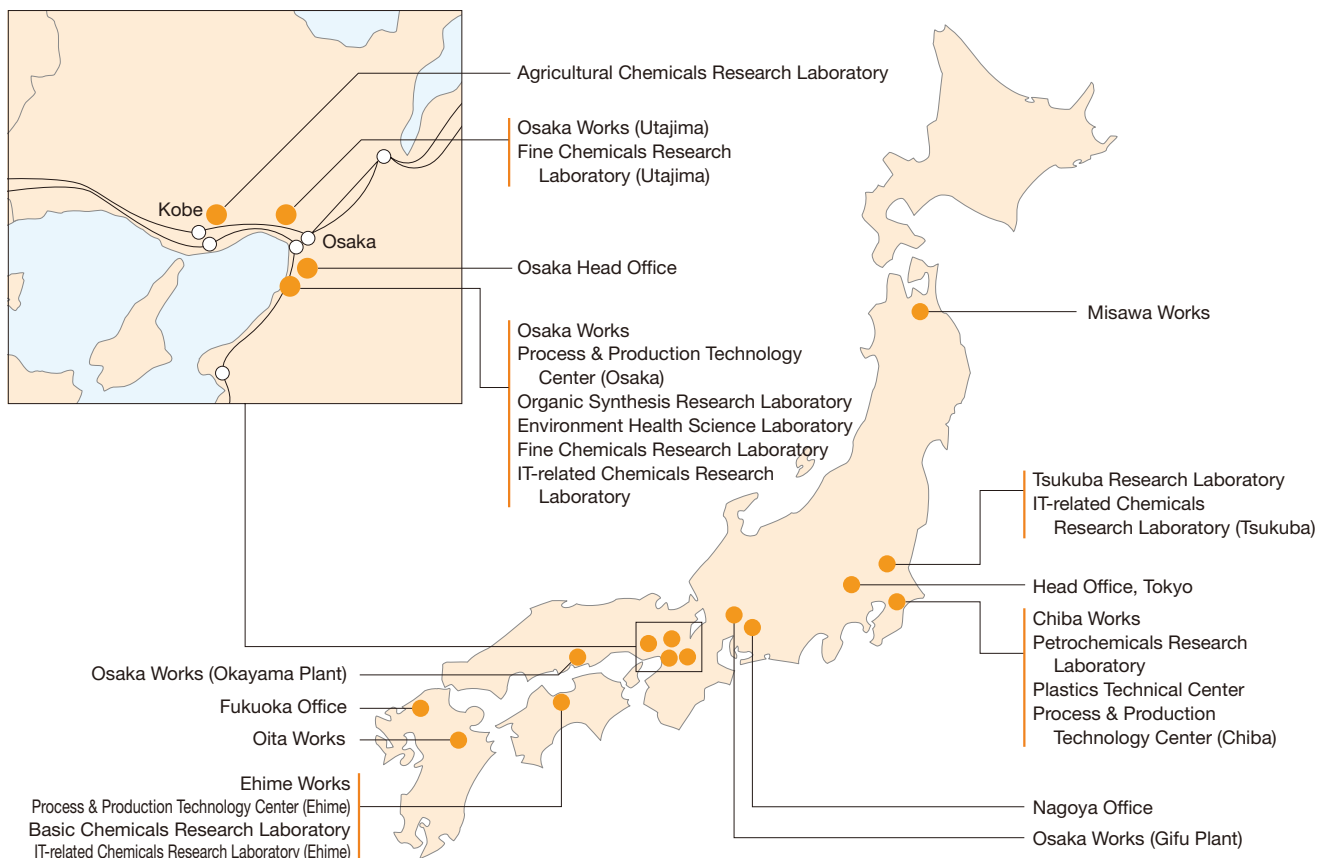 Agricultural Chemicals Research Laboratory
Osaka Works (Utajima)
Fine Chemicals Research
Laboratory (Utajima)
Kobe
Osaka
Osaka Head Office
Osaka Works
Process & Production Technology
Center (Osaka)
Organic Synthesis Research Laboratory
Environment Health Science Laboratory
Fine Chemicals Research Laboratory
IT-related Chemicals Research
Laboratory
Misawa Works
Tsukuba Research Laboratory
IT-related Chemicals
Research Laboratory (Tsukuba)
Head Office, Tokyo
Chiba Works
Petrochemicals Research
Laboratory
Plastics Technical Center
Process & Production
Technology Center (Chiba)
Osaka Works (Okayama Plant)
Fukuoka Office
Oita Works
Ehime Works
Process & Production Technology Center (Ehime)
Basic Chemicals Research Laboratory
IT-related Chemicals Research Laboratory (Ehime)
Nagoya Office
Osaka Works (Gifu Plant)